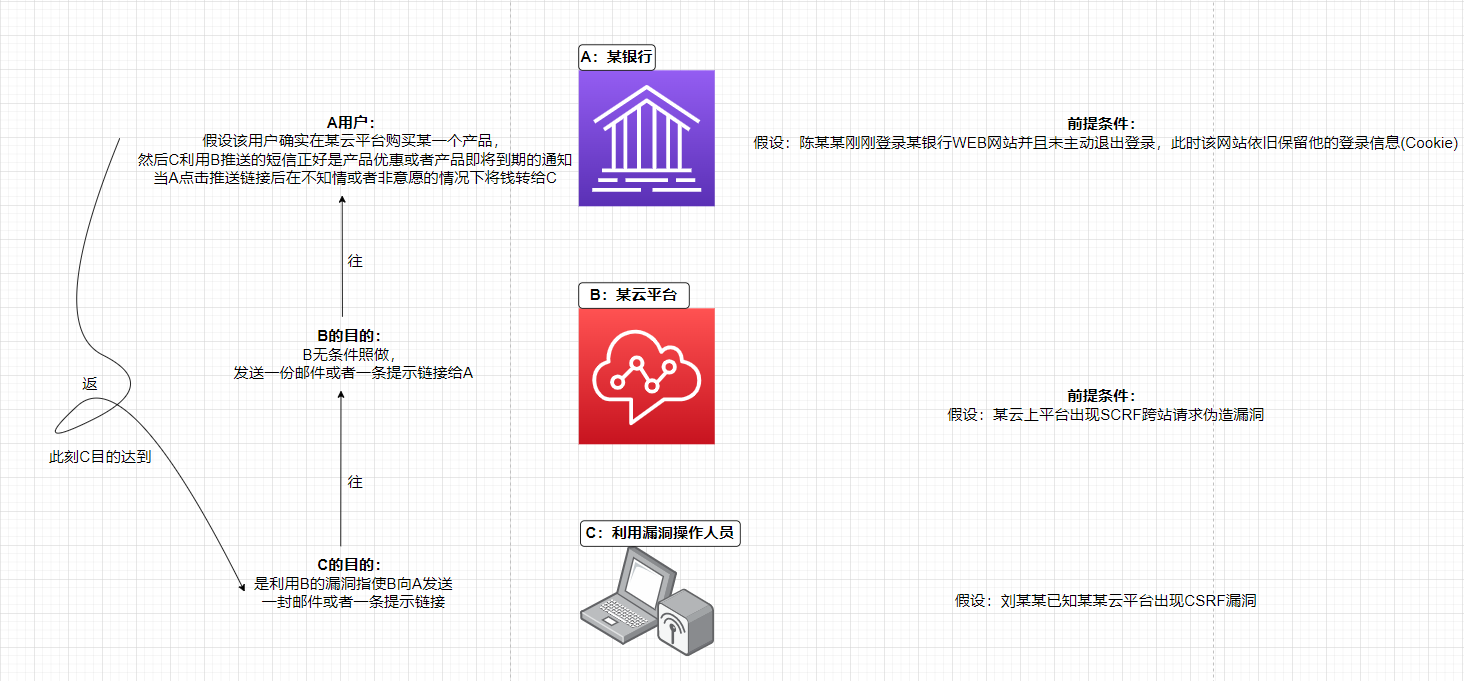 A：某银行
A用户：
假设该用户确实在某云平台购买某一个产品，
然后C利用B推送的短信正好是产品优惠或者产品即将到期的通知
当A点击推送链接后在不知情或者非意愿的情况下将钱转给C
前提条件：
假设：陈某某刚刚登录某银行WEB网站并且未主动退出登录，此时该网站依旧保留他的登录信息(Cookie)
往
B：某云平台
B的目的：
B无条件照做，
发送一份邮件或者一条提示链接给A
返
前提条件：
假设：某云上平台出现SCRF跨站请求伪造漏洞
此刻C目的达到
往
C：利用漏洞操作人员
C的目的：
是利用B的漏洞指使B向A发送
一封邮件或者一条提示链接
假设：刘某某已知某某云平台出现CSRF漏洞